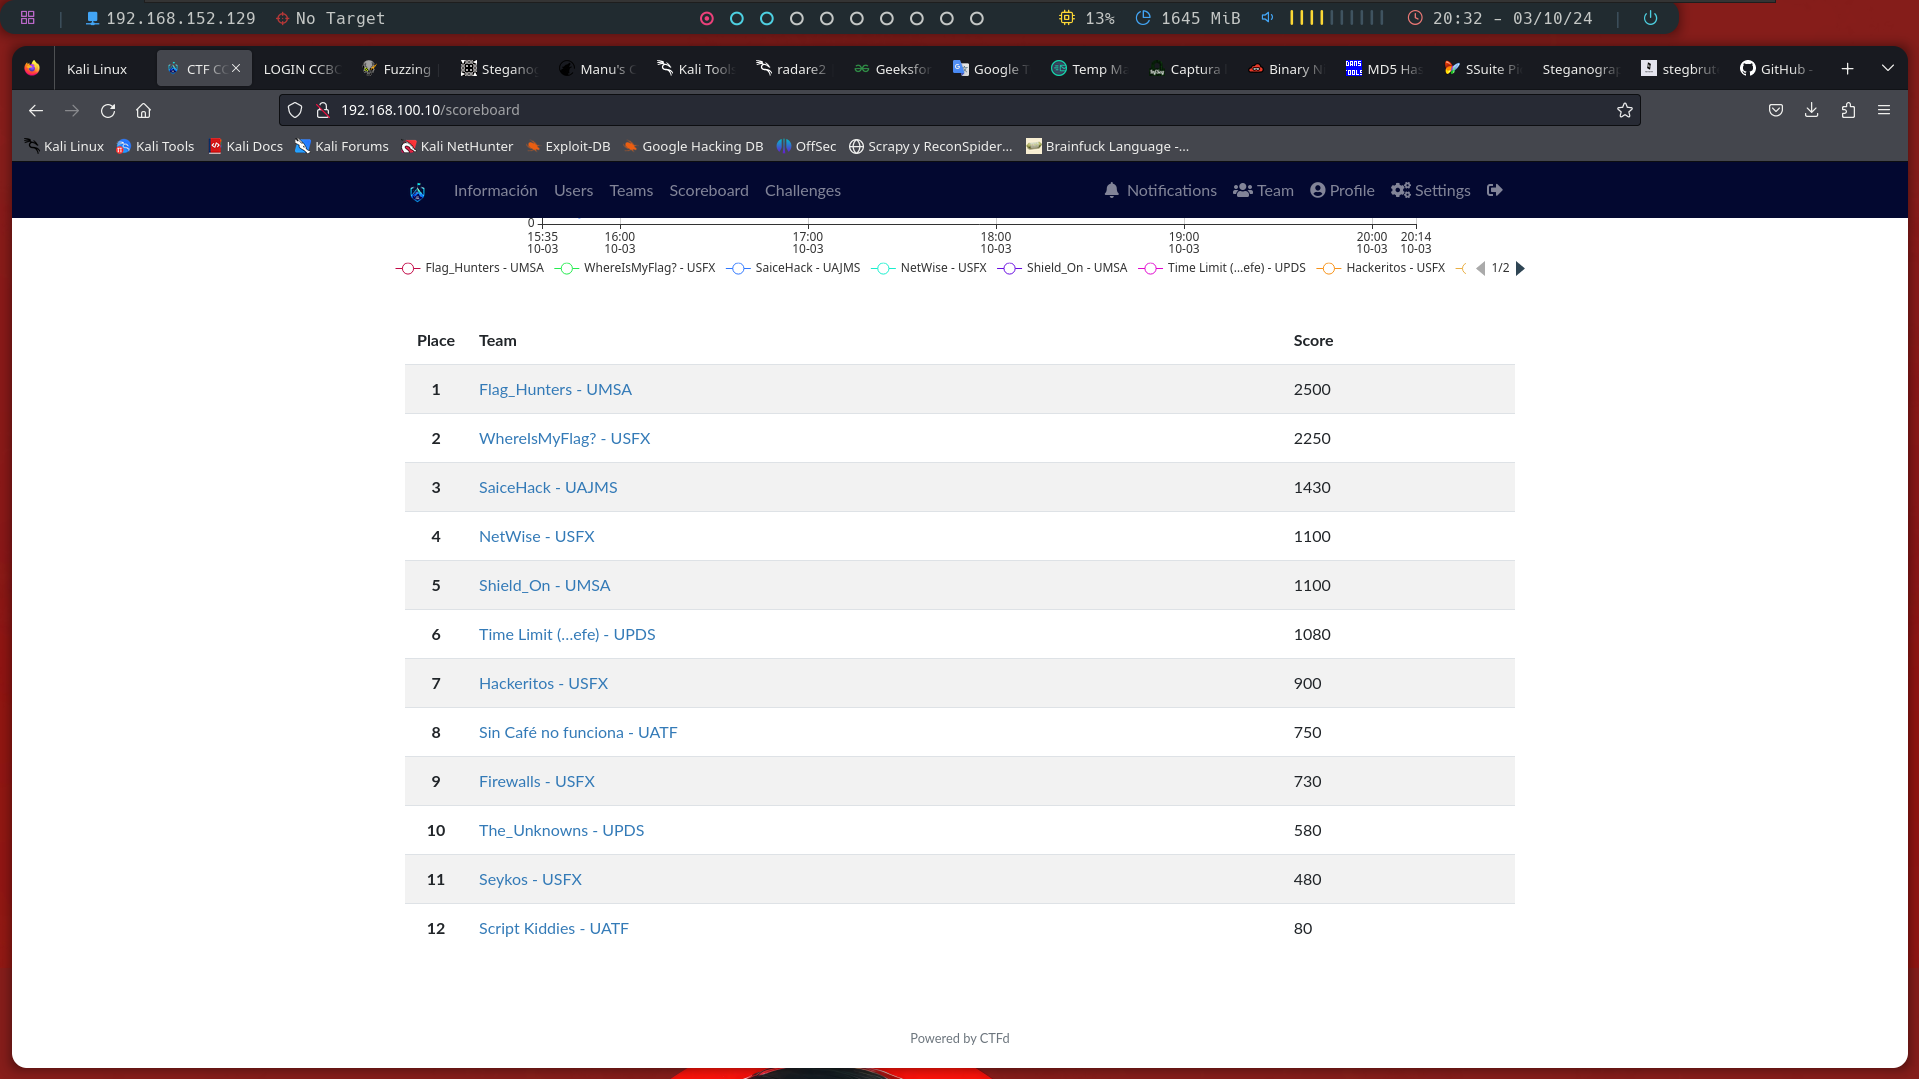 192.168.152.129 No Target 13% 1645 MiB 20:32 - 03/10/24
Kali Linux CTF CC LOGIN CCBC Fuzzing Stegano Manu's C Kali Tools radare2 Geeksfor Google T Temp Ma Captura Binary N MD5 Has SSuite Pi Steganogra stegbrut GitHub -
192.168.100.10/scoreboard
Kali Linux Kali Tools Kali Docs Kali Forums Kali NetHunter Exploit-DB Google Hacking DB OffSec Scrapy y ReconSpider... Brainfuck Language -...
Información Users Teams Scoreboard Challenges Notifications Team Profile Settings
0
15:35 16:00 17:00 18:00 19:00 20:00 20:14
10-03 10-03 10-03 10-03 10-03 10-03 10-03
Flag_Hunters - UMSA WhereIsMyFlag? - USFX SaiceHack - UAJMS NetWise - USFX Shield_On - UMSA Time Limit (...efe) - UPDS Hackeritos - USFX 1/2
Place Team Score
1 Flag_Hunters - UMSA 2500
2 WhereIsMyFlag? - USFX 2250
3 SaiceHack - UAJMS 1430
4 NetWise - USFX 1100
5 Shield_On - UMSA 1100
6 Time Limit (...efe) - UPDS 1080
7 Hackeritos - USFX 900
8 Sin Café no funciona - UATF 750
9 Firewalls - USFX 730
10 The_Unknowns - UPDS 580
11 Seykos - USFX 480
12 Script Kiddies - UATF 80
Powered by CTFd